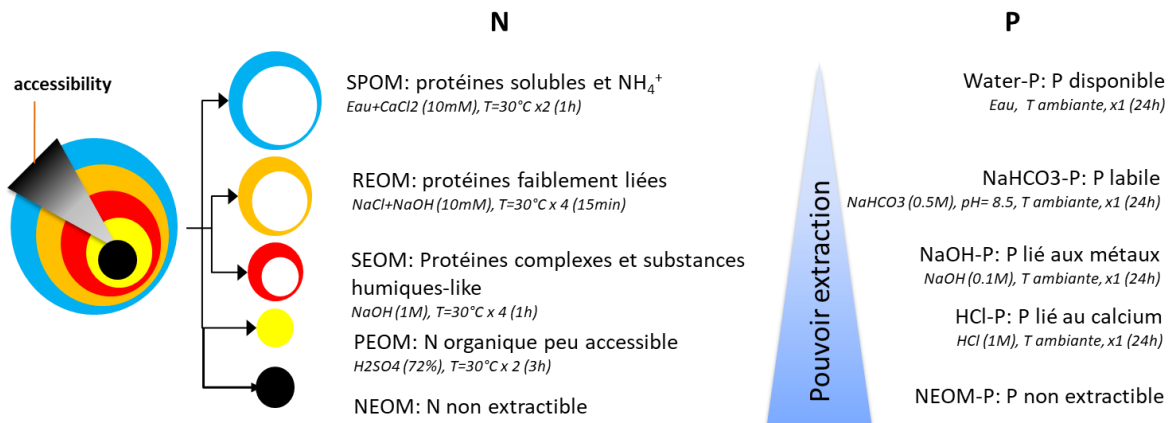 N
P
accessibility
SPOM: protéines solubles et NH₄⁺
Eau+CaCl2 (10mM), T=30°C x2 (1h)
REOM: protéines faiblement liées
NaCl+NaOH (10mM), T=30°C x 4 (15min)
SEOM: Protéines complexes et substances
humiques-like
NaOH (1M), T=30°C x 4 (1h)
PEOM: N organique peu accessible
H2SO4 (72%), T=30°C x 2 (3h)
NEOM: N non extractible
Pouvoir extraction
Water-P: P disponible
Eau, T ambiante, x1 (24h)
NaHCO3-P: P labile
NaHCO3 (0.5M), pH= 8.5, T ambiante, x1 (24h)
NaOH-P: P lié aux métaux
NaOH (0.1M), T ambiante, x1 (24h)
HCl-P: P lié au calcium
HCl (1M), T ambiante, x1 (24h)
NEOM-P: P non extractible